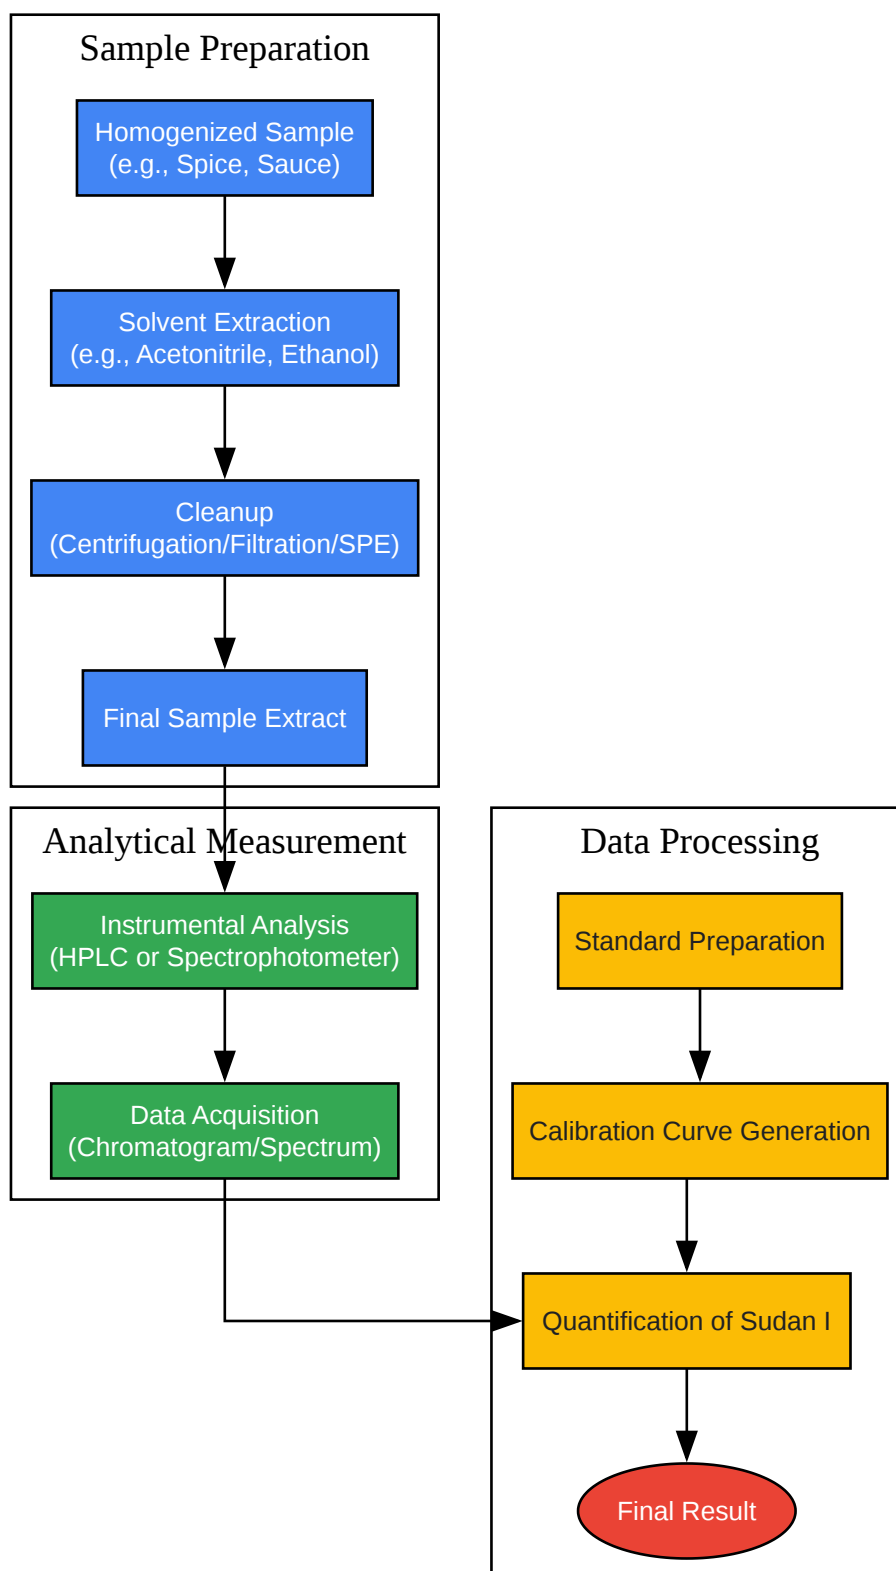 Sample Preparation
Homogenized Sample
(e.g., Spice, Sauce)
Solvent Extraction
(e.g., Acetonitrile, Ethanol)
Cleanup
(Centrifugation/Filtration/SPE)
Final Sample Extract
Analytical Measurement
Instrumental Analysis
(HPLC or Spectrophotometer)
Data Acquisition
(Chromatogram/Spectrum)
Data Processing
Standard Preparation
Calibration Curve Generation
Quantification of Sudan I
Final Result